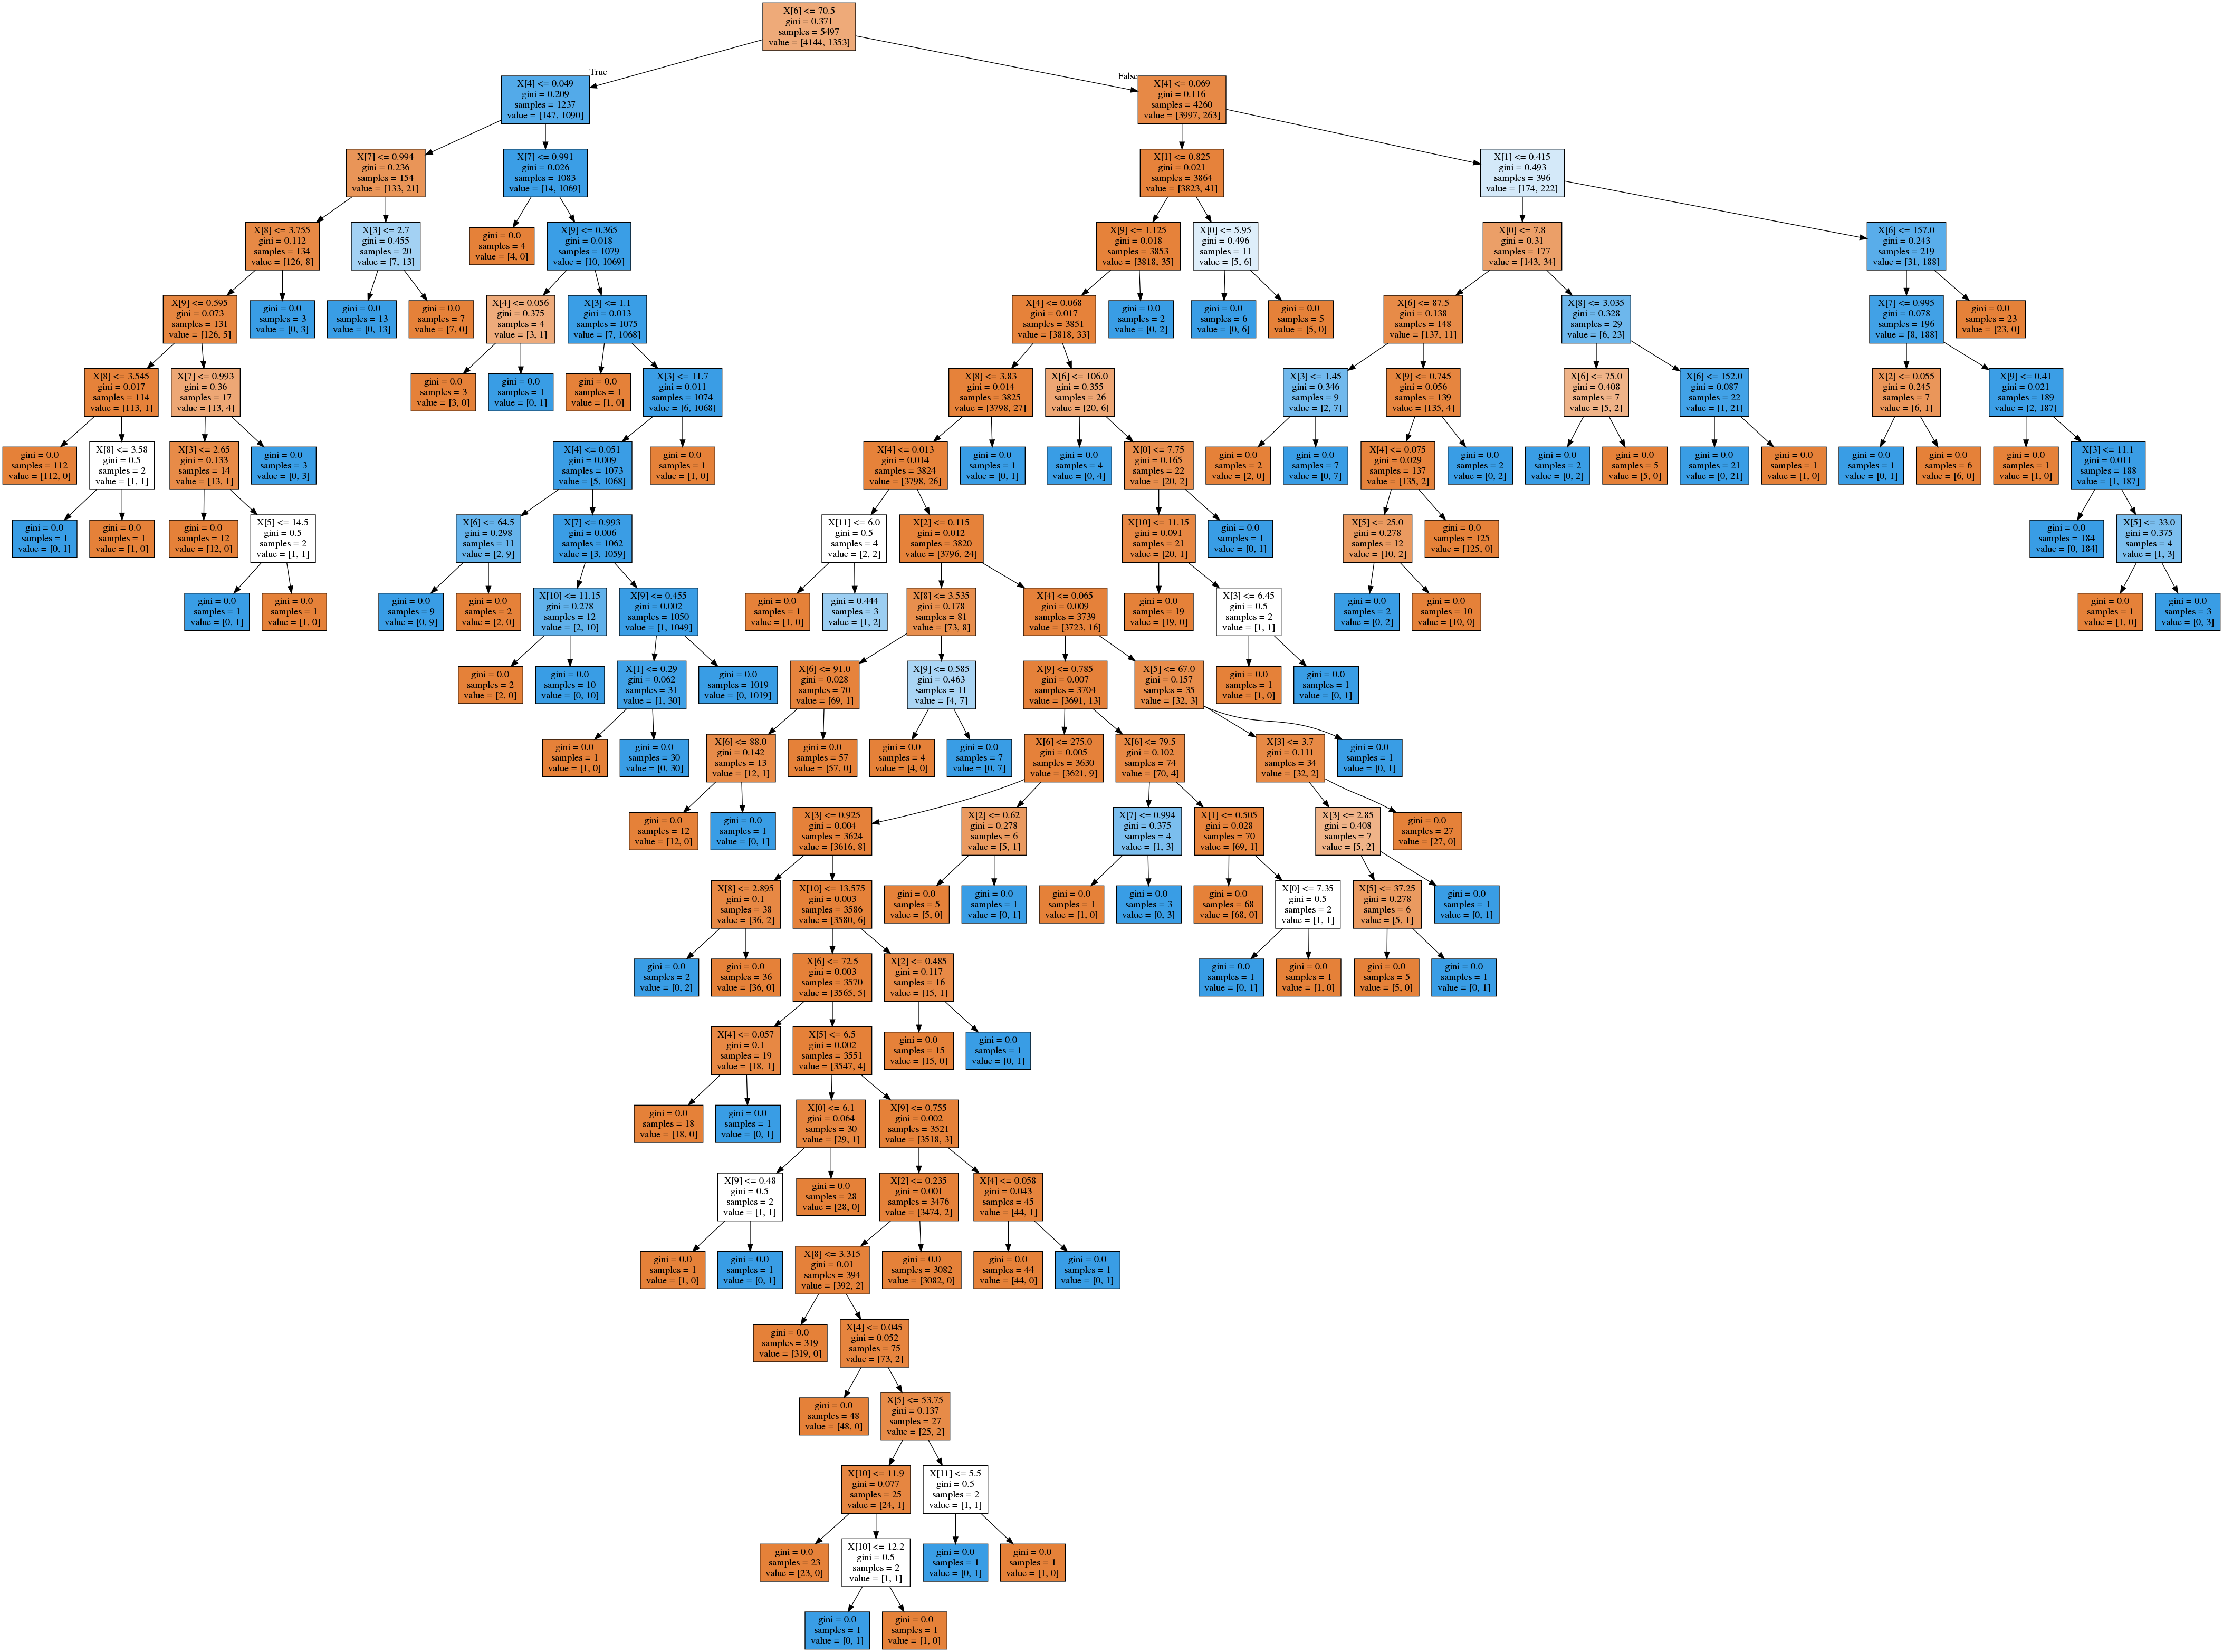 X[6] <= 70.5
gini = 0.371
samples = 5497
value = [4144, 1353]
True
False
X[4] <= 0.049
gini = 0.209
samples = 1237
value = [147, 1090]
X[4] <= 0.069
gini = 0.116
samples = 4260
value = [3997, 263]
X[7] <= 0.994
gini = 0.236
samples = 154
value = [133, 21]
X[7] <= 0.991
gini = 0.026
samples = 1083
value = [14, 1069]
X[1] <= 0.825
gini = 0.021
samples = 3864
value = [3823, 41]
X[1] <= 0.415
gini = 0.493
samples = 396
value = [174, 222]
X[8] <= 3.755
gini = 0.112
samples = 134
value = [126, 8]
X[3] <= 2.7
gini = 0.455
samples = 20
value = [7, 13]
gini = 0.0
samples = 4
value = [4, 0]
X[9] <= 0.365
gini = 0.018
samples = 1079
value = [10, 1069]
X[9] <= 1.125
gini = 0.018
samples = 3853
value = [3818, 35]
X[0] <= 5.95
gini = 0.496
samples = 11
value = [5, 6]
X[0] <= 7.8
gini = 0.31
samples = 177
value = [143, 34]
X[6] <= 157.0
gini = 0.243
samples = 219
value = [31, 188]
X[9] <= 0.595
gini = 0.073
samples = 131
value = [126, 5]
gini = 0.0
samples = 3
value = [0, 3]
gini = 0.0
samples = 13
value = [0, 13]
gini = 0.0
samples = 7
value = [7, 0]
X[4] <= 0.056
gini = 0.375
samples = 4
value = [3, 1]
X[3] <= 1.1
gini = 0.013
samples = 1075
value = [7, 1068]
X[4] <= 0.068
gini = 0.017
samples = 3851
value = [3818, 33]
gini = 0.0
samples = 2
value = [0, 2]
gini = 0.0
samples = 6
value = [0, 6]
gini = 0.0
samples = 5
value = [5, 0]
X[6] <= 87.5
gini = 0.138
samples = 148
value = [137, 11]
X[8] <= 3.035
gini = 0.328
samples = 29
value = [6, 23]
X[7] <= 0.995
gini = 0.078
samples = 196
value = [8, 188]
gini = 0.0
samples = 23
value = [23, 0]
X[8] <= 3.545
gini = 0.017
samples = 114
value = [113, 1]
X[7] <= 0.993
gini = 0.36
samples = 17
value = [13, 4]
gini = 0.0
samples = 3
value = [3, 0]
gini = 0.0
samples = 1
value = [0, 1]
gini = 0.0
samples = 1
value = [1, 0]
X[3] <= 11.7
gini = 0.011
samples = 1074
value = [6, 1068]
X[8] <= 3.83
gini = 0.014
samples = 3825
value = [3798, 27]
X[6] <= 106.0
gini = 0.355
samples = 26
value = [20, 6]
X[3] <= 1.45
gini = 0.346
samples = 9
value = [2, 7]
X[9] <= 0.745
gini = 0.056
samples = 139
value = [135, 4]
X[6] <= 75.0
gini = 0.408
samples = 7
value = [5, 2]
X[6] <= 152.0
gini = 0.087
samples = 22
value = [1, 21]
X[2] <= 0.055
gini = 0.245
samples = 7
value = [6, 1]
X[9] <= 0.41
gini = 0.021
samples = 189
value = [2, 187]
gini = 0.0
samples = 112
value = [112, 0]
X[8] <= 3.58
gini = 0.5
samples = 2
value = [1, 1]
X[3] <= 2.65
gini = 0.133
samples = 14
value = [13, 1]
gini = 0.0
samples = 3
value = [0, 3]
X[4] <= 0.051
gini = 0.009
samples = 1073
value = [5, 1068]
gini = 0.0
samples = 1
value = [1, 0]
X[4] <= 0.013
gini = 0.014
samples = 3824
value = [3798, 26]
gini = 0.0
samples = 1
value = [0, 1]
gini = 0.0
samples = 4
value = [0, 4]
X[0] <= 7.75
gini = 0.165
samples = 22
value = [20, 2]
gini = 0.0
samples = 2
value = [2, 0]
gini = 0.0
samples = 7
value = [0, 7]
X[4] <= 0.075
gini = 0.029
samples = 137
value = [135, 2]
gini = 0.0
samples = 2
value = [0, 2]
gini = 0.0
samples = 2
value = [0, 2]
gini = 0.0
samples = 5
value = [5, 0]
gini = 0.0
samples = 21
value = [0, 21]
gini = 0.0
samples = 1
value = [1, 0]
gini = 0.0
samples = 1
value = [0, 1]
gini = 0.0
samples = 6
value = [6, 0]
gini = 0.0
samples = 1
value = [1, 0]
X[3] <= 11.1
gini = 0.011
samples = 188
value = [1, 187]
gini = 0.0
samples = 1
value = [0, 1]
gini = 0.0
samples = 1
value = [1, 0]
gini = 0.0
samples = 12
value = [12, 0]
X[5] <= 14.5
gini = 0.5
samples = 2
value = [1, 1]
X[6] <= 64.5
gini = 0.298
samples = 11
value = [2, 9]
X[7] <= 0.993
gini = 0.006
samples = 1062
value = [3, 1059]
X[11] <= 6.0
gini = 0.5
samples = 4
value = [2, 2]
X[2] <= 0.115
gini = 0.012
samples = 3820
value = [3796, 24]
X[10] <= 11.15
gini = 0.091
samples = 21
value = [20, 1]
gini = 0.0
samples = 1
value = [0, 1]
X[5] <= 25.0
gini = 0.278
samples = 12
value = [10, 2]
gini = 0.0
samples = 125
value = [125, 0]
gini = 0.0
samples = 184
value = [0, 184]
X[5] <= 33.0
gini = 0.375
samples = 4
value = [1, 3]
gini = 0.0
samples = 1
value = [0, 1]
gini = 0.0
samples = 1
value = [1, 0]
gini = 0.0
samples = 9
value = [0, 9]
gini = 0.0
samples = 2
value = [2, 0]
X[10] <= 11.15
gini = 0.278
samples = 12
value = [2, 10]
X[9] <= 0.455
gini = 0.002
samples = 1050
value = [1, 1049]
gini = 0.0
samples = 1
value = [1, 0]
gini = 0.444
samples = 3
value = [1, 2]
X[8] <= 3.535
gini = 0.178
samples = 81
value = [73, 8]
X[4] <= 0.065
gini = 0.009
samples = 3739
value = [3723, 16]
gini = 0.0
samples = 19
value = [19, 0]
X[3] <= 6.45
gini = 0.5
samples = 2
value = [1, 1]
gini = 0.0
samples = 2
value = [0, 2]
gini = 0.0
samples = 10
value = [10, 0]
gini = 0.0
samples = 1
value = [1, 0]
gini = 0.0
samples = 3
value = [0, 3]
gini = 0.0
samples = 2
value = [2, 0]
gini = 0.0
samples = 10
value = [0, 10]
X[1] <= 0.29
gini = 0.062
samples = 31
value = [1, 30]
gini = 0.0
samples = 1019
value = [0, 1019]
X[6] <= 91.0
gini = 0.028
samples = 70
value = [69, 1]
X[9] <= 0.585
gini = 0.463
samples = 11
value = [4, 7]
X[9] <= 0.785
gini = 0.007
samples = 3704
value = [3691, 13]
X[5] <= 67.0
gini = 0.157
samples = 35
value = [32, 3]
gini = 0.0
samples = 1
value = [1, 0]
gini = 0.0
samples = 1
value = [0, 1]
gini = 0.0
samples = 1
value = [1, 0]
gini = 0.0
samples = 30
value = [0, 30]
X[6] <= 88.0
gini = 0.142
samples = 13
value = [12, 1]
gini = 0.0
samples = 57
value = [57, 0]
gini = 0.0
samples = 4
value = [4, 0]
gini = 0.0
samples = 7
value = [0, 7]
X[6] <= 275.0
gini = 0.005
samples = 3630
value = [3621, 9]
X[6] <= 79.5
gini = 0.102
samples = 74
value = [70, 4]
X[3] <= 3.7
gini = 0.111
samples = 34
value = [32, 2]
gini = 0.0
samples = 1
value = [0, 1]
gini = 0.0
samples = 12
value = [12, 0]
gini = 0.0
samples = 1
value = [0, 1]
X[3] <= 0.925
gini = 0.004
samples = 3624
value = [3616, 8]
X[2] <= 0.62
gini = 0.278
samples = 6
value = [5, 1]
X[7] <= 0.994
gini = 0.375
samples = 4
value = [1, 3]
X[1] <= 0.505
gini = 0.028
samples = 70
value = [69, 1]
X[3] <= 2.85
gini = 0.408
samples = 7
value = [5, 2]
gini = 0.0
samples = 27
value = [27, 0]
X[8] <= 2.895
gini = 0.1
samples = 38
value = [36, 2]
X[10] <= 13.575
gini = 0.003
samples = 3586
value = [3580, 6]
gini = 0.0
samples = 5
value = [5, 0]
gini = 0.0
samples = 1
value = [0, 1]
gini = 0.0
samples = 1
value = [1, 0]
gini = 0.0
samples = 3
value = [0, 3]
gini = 0.0
samples = 68
value = [68, 0]
X[0] <= 7.35
gini = 0.5
samples = 2
value = [1, 1]
X[5] <= 37.25
gini = 0.278
samples = 6
value = [5, 1]
gini = 0.0
samples = 1
value = [0, 1]
gini = 0.0
samples = 2
value = [0, 2]
gini = 0.0
samples = 36
value = [36, 0]
X[6] <= 72.5
gini = 0.003
samples = 3570
value = [3565, 5]
X[2] <= 0.485
gini = 0.117
samples = 16
value = [15, 1]
gini = 0.0
samples = 1
value = [0, 1]
gini = 0.0
samples = 1
value = [1, 0]
gini = 0.0
samples = 5
value = [5, 0]
gini = 0.0
samples = 1
value = [0, 1]
X[4] <= 0.057
gini = 0.1
samples = 19
value = [18, 1]
X[5] <= 6.5
gini = 0.002
samples = 3551
value = [3547, 4]
gini = 0.0
samples = 15
value = [15, 0]
gini = 0.0
samples = 1
value = [0, 1]
gini = 0.0
samples = 18
value = [18, 0]
gini = 0.0
samples = 1
value = [0, 1]
X[0] <= 6.1
gini = 0.064
samples = 30
value = [29, 1]
X[9] <= 0.755
gini = 0.002
samples = 3521
value = [3518, 3]
X[9] <= 0.48
gini = 0.5
samples = 2
value = [1, 1]
gini = 0.0
samples = 28
value = [28, 0]
X[2] <= 0.235
gini = 0.001
samples = 3476
value = [3474, 2]
X[4] <= 0.058
gini = 0.043
samples = 45
value = [44, 1]
gini = 0.0
samples = 1
value = [1, 0]
gini = 0.0
samples = 1
value = [0, 1]
X[8] <= 3.315
gini = 0.01
samples = 394
value = [392, 2]
gini = 0.0
samples = 3082
value = [3082, 0]
gini = 0.0
samples = 44
value = [44, 0]
gini = 0.0
samples = 1
value = [0, 1]
gini = 0.0
samples = 319
value = [319, 0]
X[4] <= 0.045
gini = 0.052
samples = 75
value = [73, 2]
gini = 0.0
samples = 48
value = [48, 0]
X[5] <= 53.75
gini = 0.137
samples = 27
value = [25, 2]
X[10] <= 11.9
gini = 0.077
samples = 25
value = [24, 1]
X[11] <= 5.5
gini = 0.5
samples = 2
value = [1, 1]
gini = 0.0
samples = 23
value = [23, 0]
X[10] <= 12.2
gini = 0.5
samples = 2
value = [1, 1]
gini = 0.0
samples = 1
value = [0, 1]
gini = 0.0
samples = 1
value = [1, 0]
gini = 0.0
samples = 1
value = [0, 1]
gini = 0.0
samples = 1
value = [1, 0]